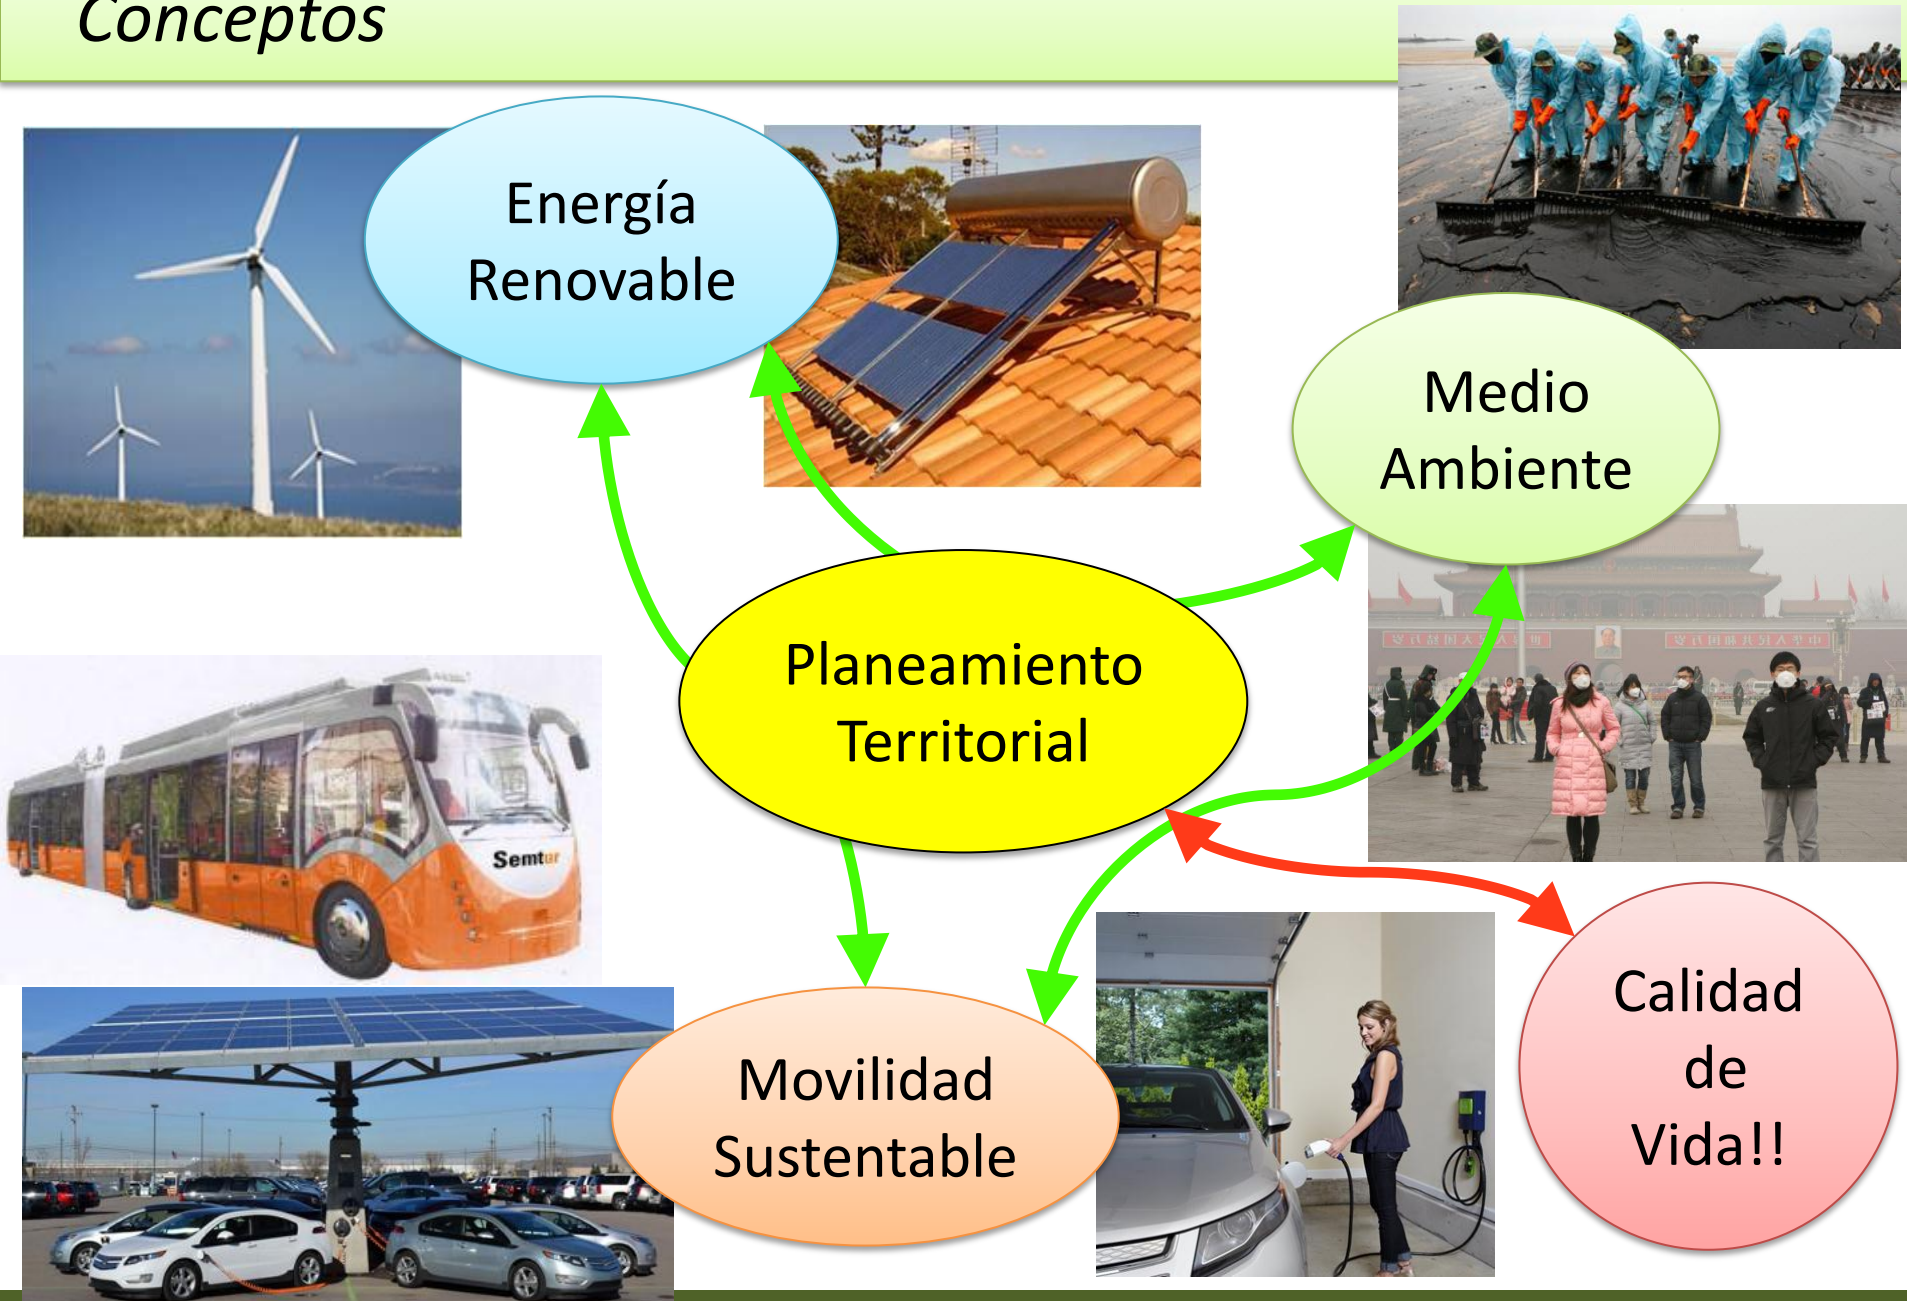 Conceptos
Energía
Renovable
Medio
Ambiente
Planeamiento
Territorial
Semtur
Movilidad
Sustentable
Calidad
de
Vida!!